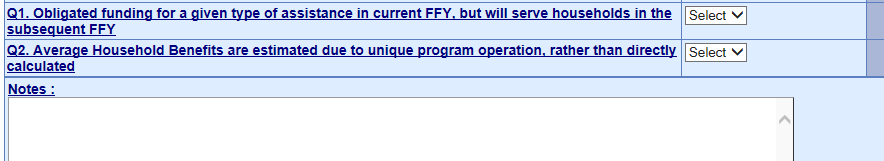 Q1. Obligated funding for a given type of assistance in current FFY, but will serve households in the
subsequent FFY
Select
Q2. Average Household Benefits are estimated due to unique program operation, rather than directly
calculated
Select
Notes :